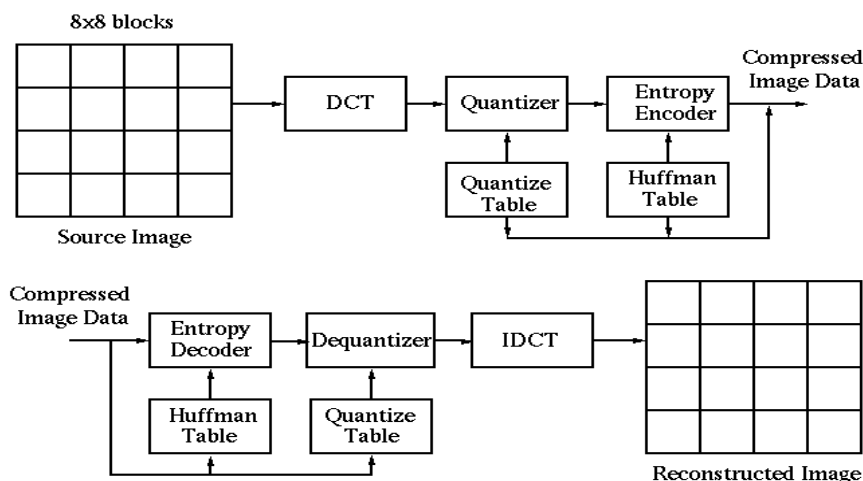 8x8 blocks
Compressed
Image Data
DCT
Quantizer
Entropy
Encoder
Quantize
Table
Huffman
Table
Source Image
Compressed
Image Data
Entropy
Decoder
Dequantizer
IDCT
Huffman
Table
Quantize
Table
Reconstructed Image